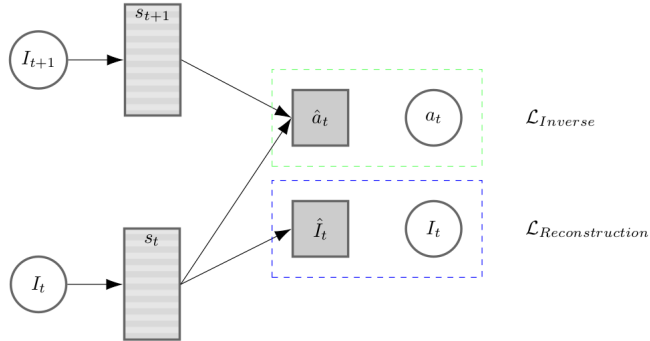 s_{t+1}
I_{t+1}
â_t a_t ℒ_{Inverse}
Î_t I_t ℒ_{Reconstruction}
s_t
I_t